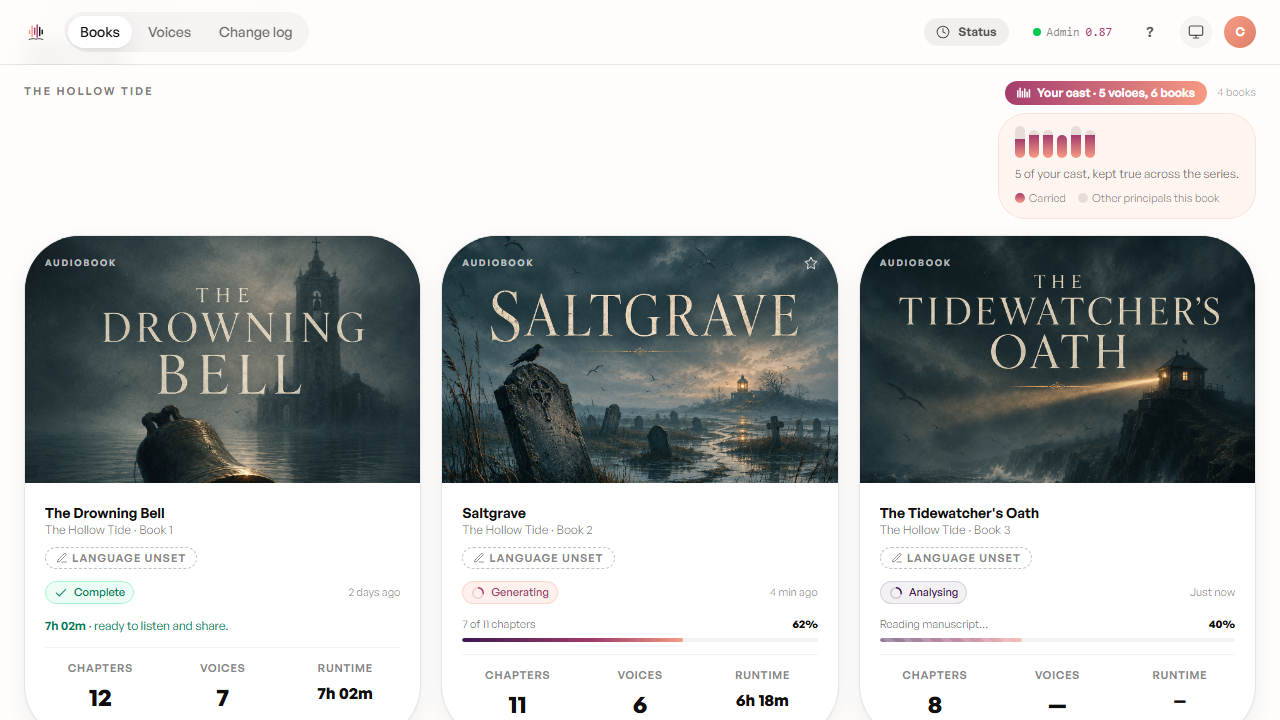 Books
Voices
Change log
Status
Admin 0.87
?
C
THE HOLLOW TIDE
Your cast · 5 voices, 6 books
4 books
5 of your cast, kept true across the series.
Carried
Other principals this book
AUDIOBOOK
THE
DROWNING
BELL
The Drowning Bell
The Hollow Tide · Book 1
LANGUAGE UNSET
Complete
2 days ago
7h 02m · ready to listen and share.
CHAPTERS
VOICES
RUNTIME
12
7
7h 02m
AUDIOBOOK
SALTGRAVE
Saltgrave
The Hollow Tide · Book 2
LANGUAGE UNSET
Generating
4 min ago
7 of 11 chapters
62%
CHAPTERS
VOICES
RUNTIME
11
6
6h 18m
AUDIOBOOK
THE
TIDEWATCHER'S
OATH
The Tidewatcher's Oath
The Hollow Tide · Book 3
LANGUAGE UNSET
Analysing
Just now
Roading manuscript...
40%
CHAPTERS
VOICES
RUNTIME
8
—
—